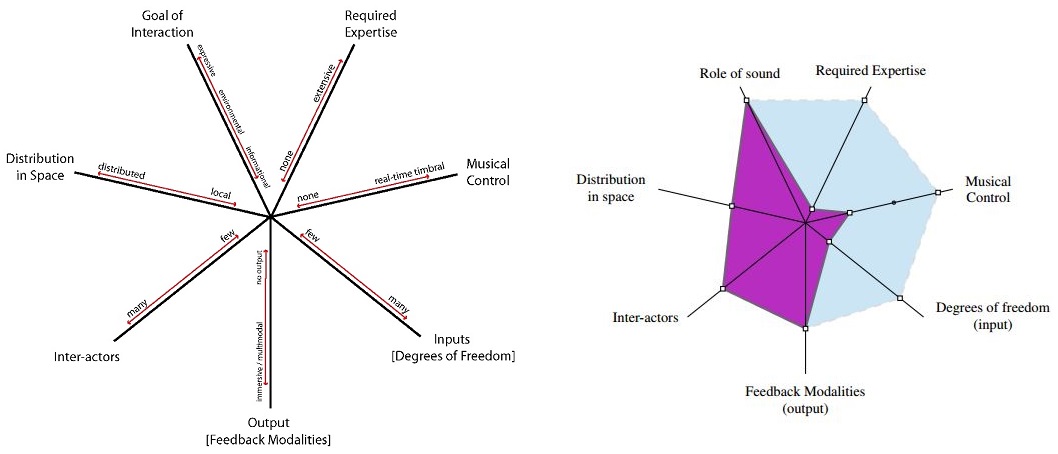 Goal of
Interaction
Required
Expertise
expressive
environmental
informational
extensive
none
Distribution
in Space
distributed
local
real-time timbral
none
Musical
Control
few
many
few
many
no output
immersive / multimodal
Inter-actors
Inputs
[Degrees of Freedom]
Output
[Feedback Modalities]
Role of sound
Required Expertise
Distribution
in space
Musical
Control
Inter-actors
Degrees of freedom
(input)
Feedback Modalities
(output)